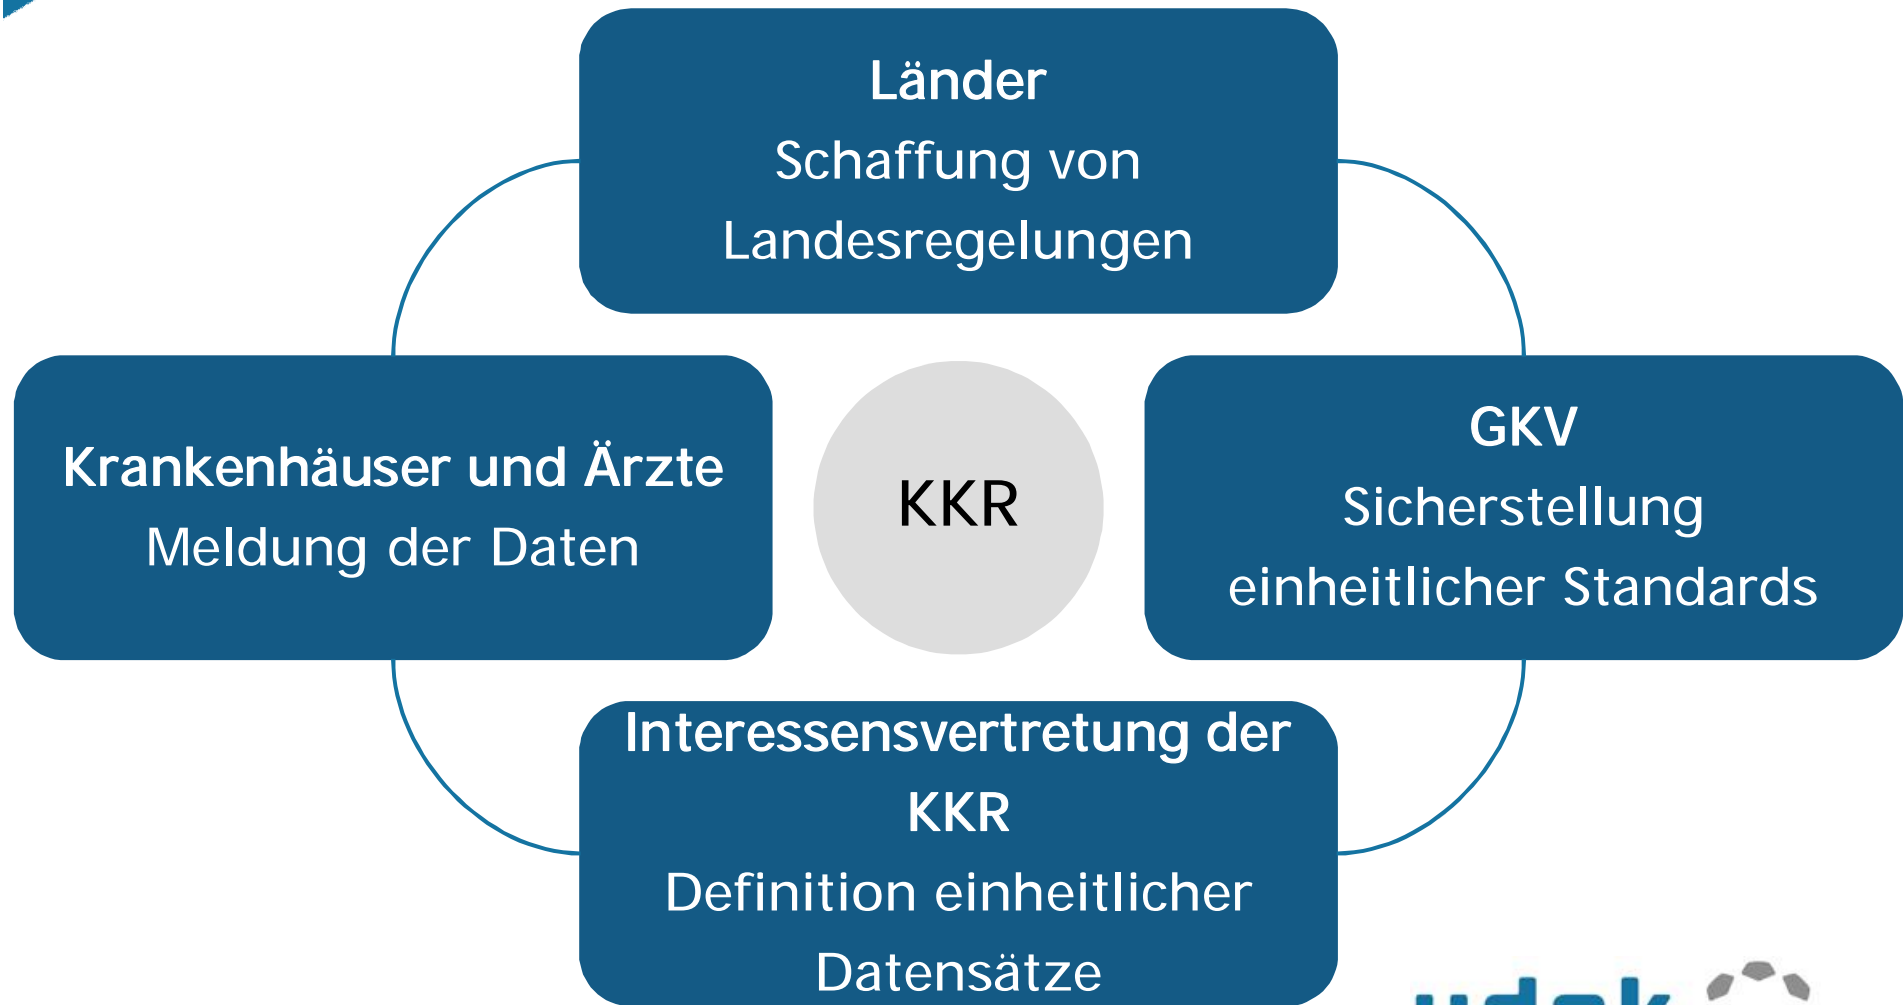 Länder
Schaffung von
Landesregelungen
Krankenhäuser und Ärzte
Meldung der Daten
KKR
GKV
Sicherstellung
einheitlicher Standards
Interessensvertretung der
KKR
Definition einheitlicher
Datensätze